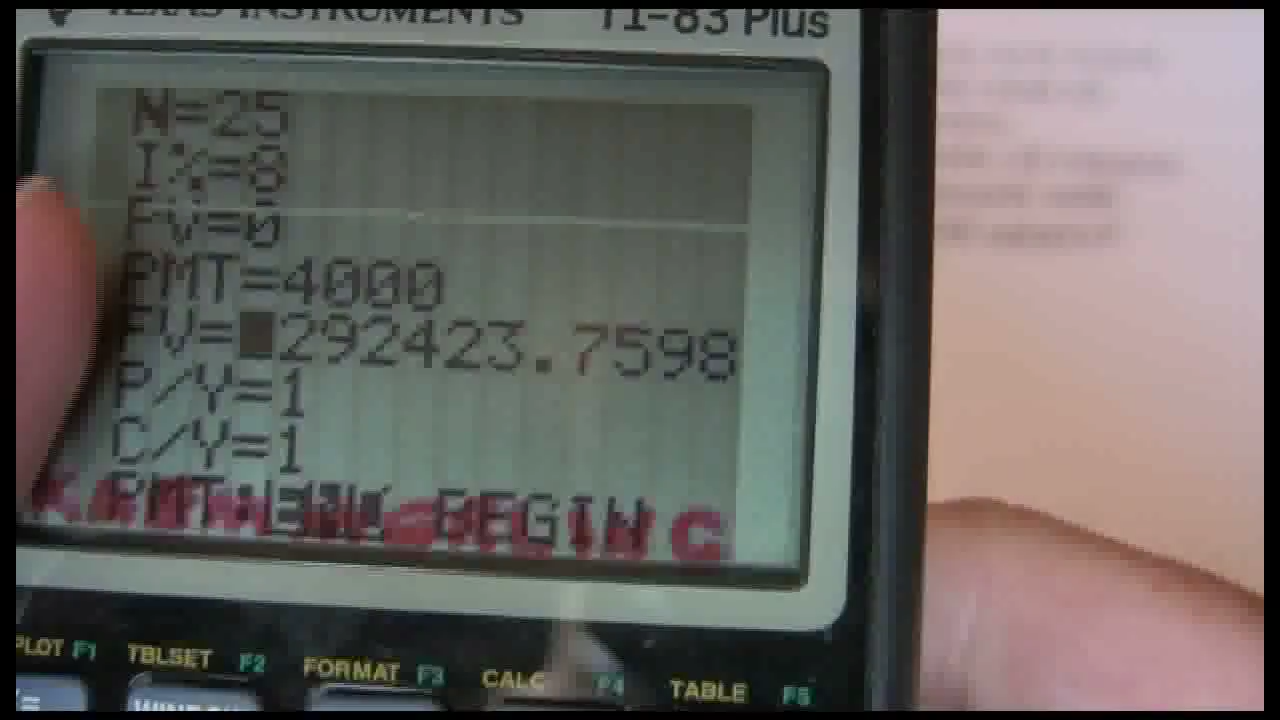 TEXAS INSTRUMENTS TI-83 Plus
N=25
I%=8
PV=0
PMT=4000
FV=292423.7598
P/Y=1
C/Y=1
PMT:END BEGIN
PLOT F1 TBLSET F2 FORMAT F3 CALC F4 TABLE F5